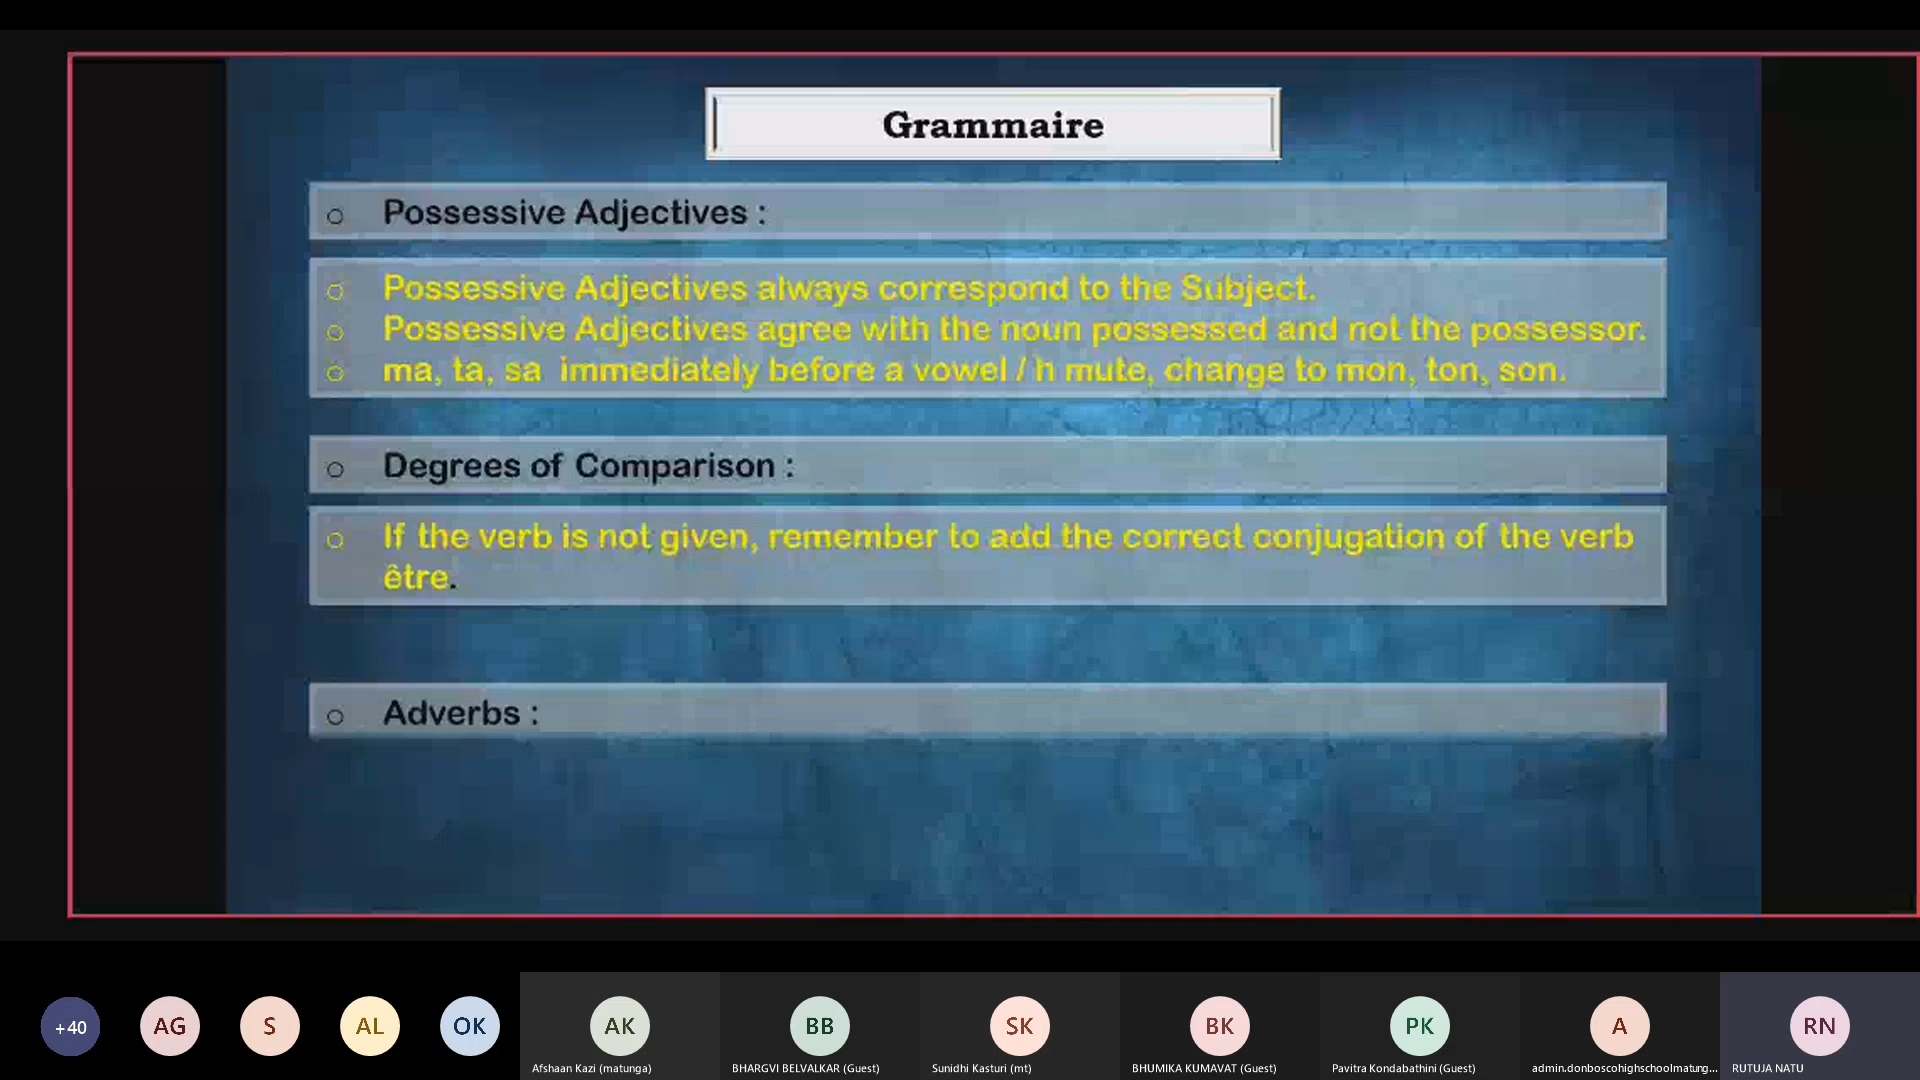 Grammaire
o Possessive Adjectives :
o Possessive Adjectives always correspond to the Subject.
o Possessive Adjectives agree with the noun possessed and not the possessor.
o ma, ta, sa immediately before a vowel / h mute, change to mon, ton, son.
o Degrees of Comparison :
o If the verb is not given, remember to add the correct conjugation of the verb
être.
o Adverbs :
+40 AG S AL OK AK BB SK BK PK A RN
Afshaan Kazi (matunga) BHARGVI BELVALKAR (Guest) Sunidhi Kasturi (mt) BHUMIKA KUMAVAT (Guest) Pavitra Kondabathini (Guest) admin.donboscohighschoolmatung... RUTUJA NATU